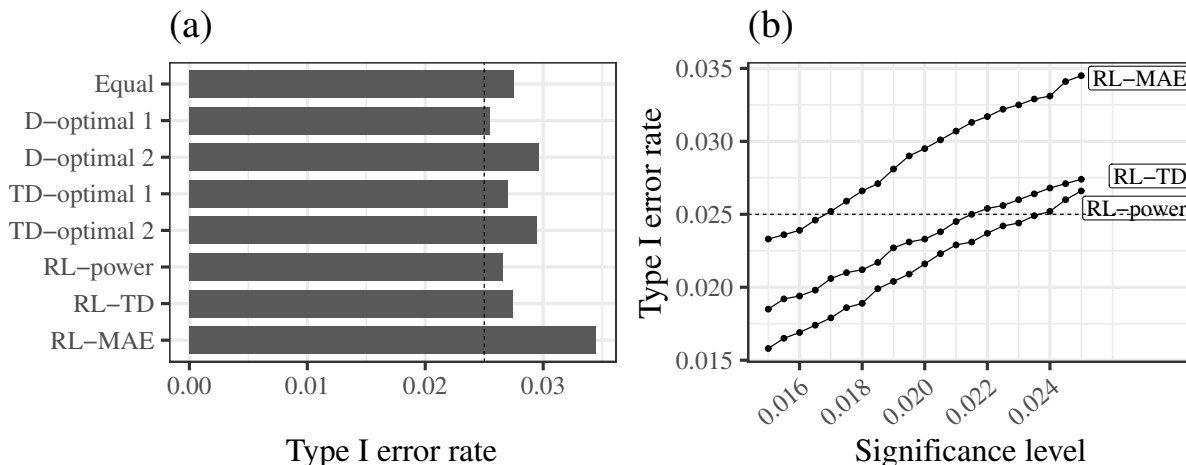 (a)
Equal
D−optimal 1
D−optimal 2
TD−optimal 1
TD−optimal 2
RL−power
RL−TD
RL−MAE
0.00 0.01 0.02 0.03
Type I error rate
(b)
Type I error rate
0.035
0.030
0.025
0.020
0.015
RL−MAE
RL−TD
RL−power
0.016 0.018 0.020 0.022 0.024
Significance level